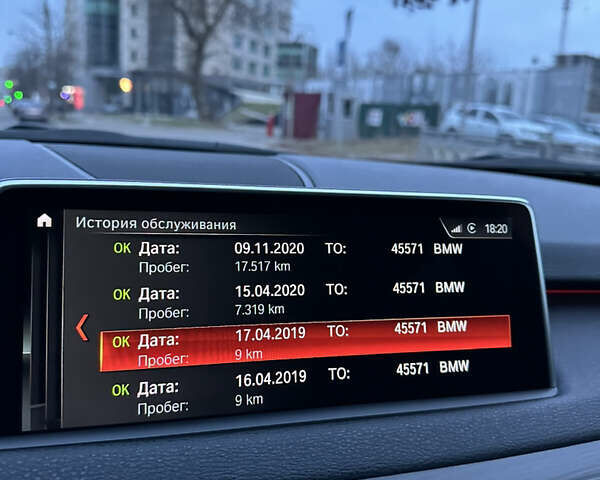 История обслуживания 18:20
OK Дата: 09.11.2020 ТО: 45571 BMW
Пробег: 17.517 km
OK Дата: 15.04.2020 ТО: 45571 BMW
Пробег: 7.319 km
OK Дата: 17.04.2019 ТО: 45571 BMW
Пробег: 9 km
OK Дата: 16.04.2019 ТО: 45571 BMW
Пробег: 9 km